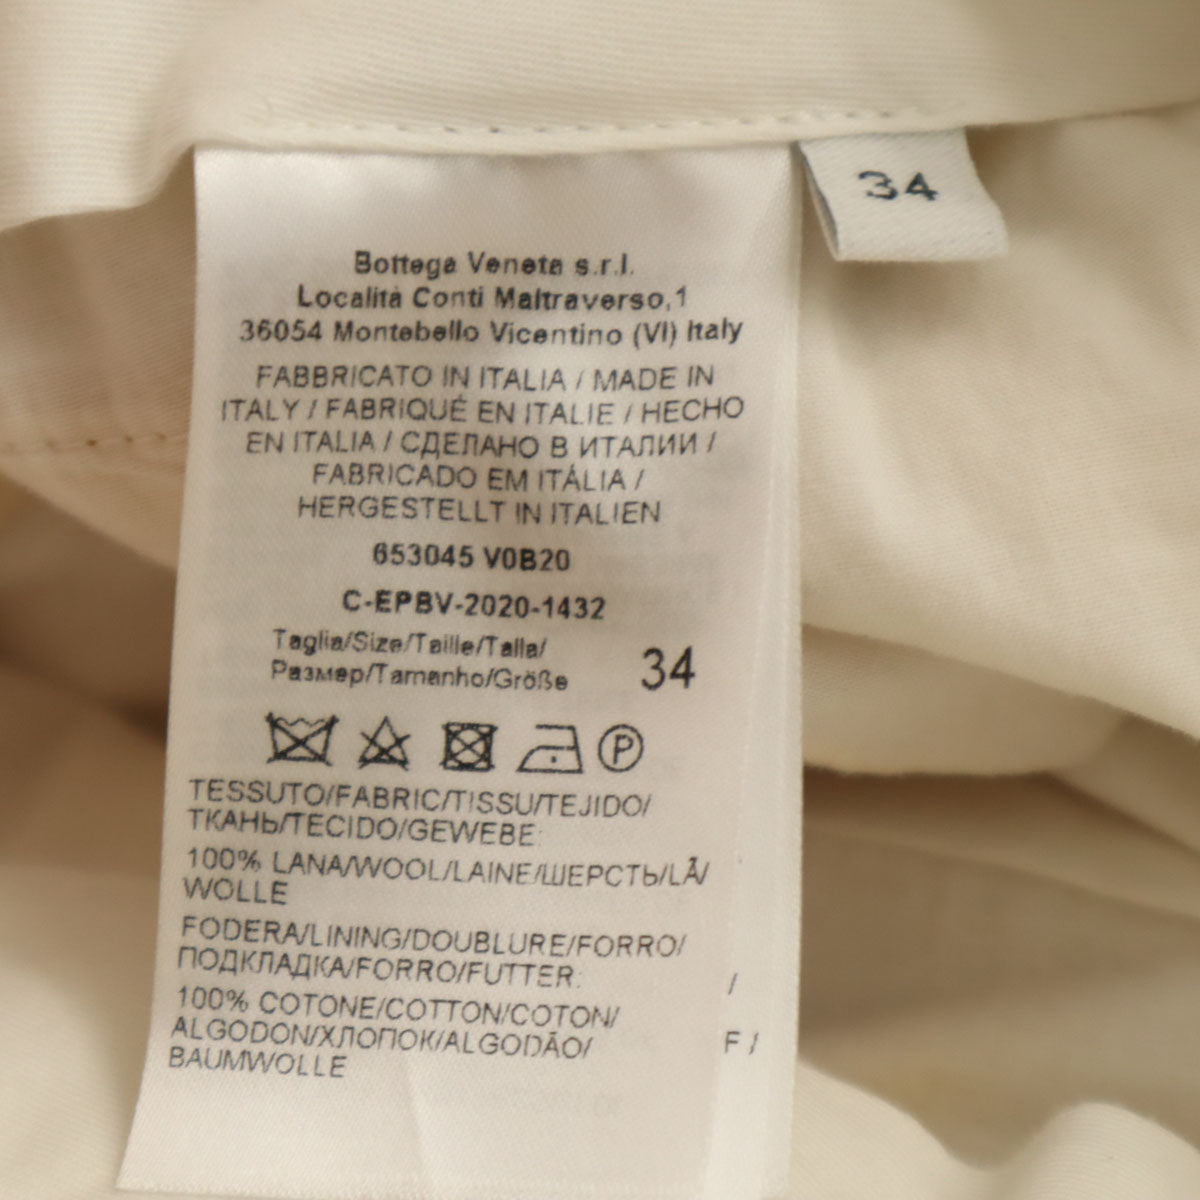 34
Bottega Veneta s.r.l.
Località Conti Maltraverso,1
36054 Montebello Vicentino (VI) Italy
FABBRICATO IN ITALIA / MADE IN
ITALY / FABRIQUÉ EN ITALIE / HECHO
EN ITALIA / СДЕЛАНО В ИТАЛИИ /
FABRICADO EM ITÁLIA /
HERGESTELLT IN ITALIEN
653045 V0B20
C-EPBV-2020-1432
Taglia/Size/Taille/Talla/
Размер/Tamanho/Größe
34
P
TESSUTO/FABRIC/TISSU/TEJIDO/
ТКАНЬ/TECIDO/GEWEBE:
100% LANA/WOOL/LAINE/ШЕРСТЬ/LÃ/
WOLLE
FODERA/LINING/DOUBLURE/FORRO/
ПОДКЛАДКА/FORRO/FUTTER:
100% COTONE/COTTON/COTON/
ALGODON/ХЛОПОК/ALGODÃO/
BAUMWOLLE
/
F /